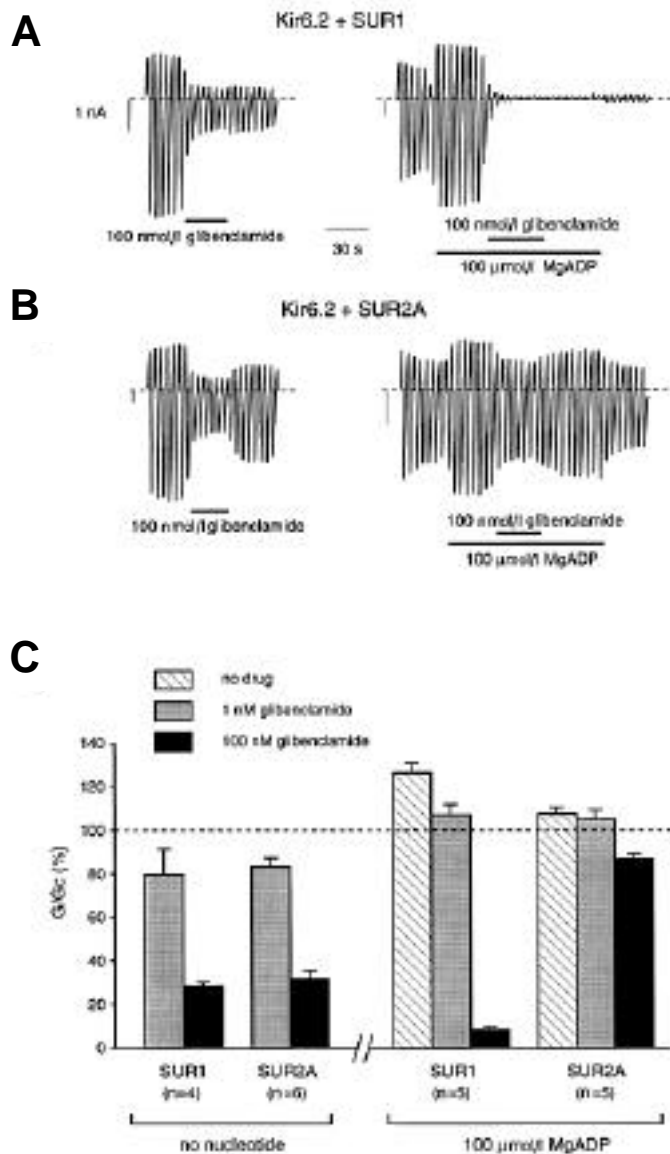 A
Kir6.2 + SUR1
1 nA
100 nmol/l glibenclamide
30 s
100 nmol/l glibenclamide
100 μmol/l MgADP
B
Kir6.2 + SUR2A
100 nmol/l glibenclamide
100 nmol/l glibenclamide
100 μmol/l MgADP
C
no drug
1 nM glibenclamide
100 nM glibenclamide
140
120
100
80
60
40
20
0
G/Gc (%)
SUR1 SUR2A SUR1 SUR2A
(n=4) (n=6) (n=5) (n=5)
no nucleotide 100 μmol/l MgADP